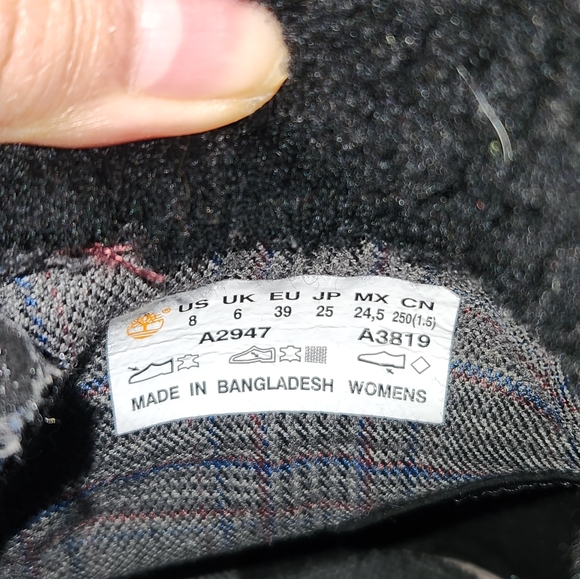 ® US UK EU JP MX CN
8 6 39 25 24,5 250(1.5)
A2947 A3819
MADE IN BANGLADESH WOMENS